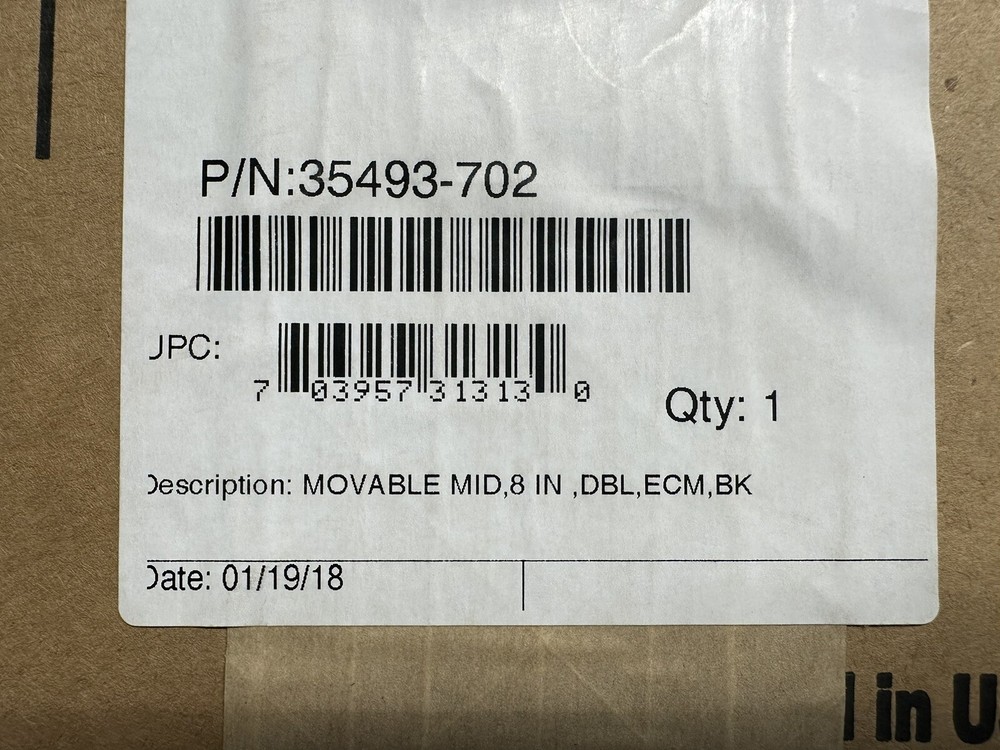 P/N:35493-702
UPC:
7 03957 31313 0
Qty: 1
Description: MOVABLE MID,8 IN ,DBL,ECM,BK
Date: 01/19/18
in U